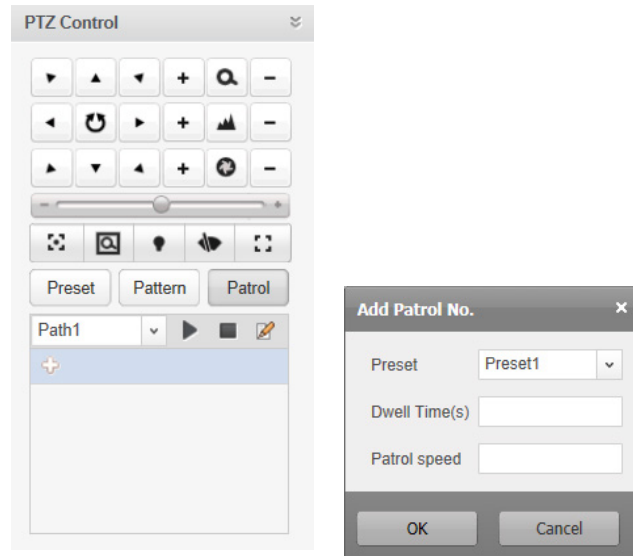 PTZ Control
Preset Pattern Patrol
Path1
Add Patrol No.
Preset Preset1
Dwell Time(s)
Patrol speed
OK Cancel